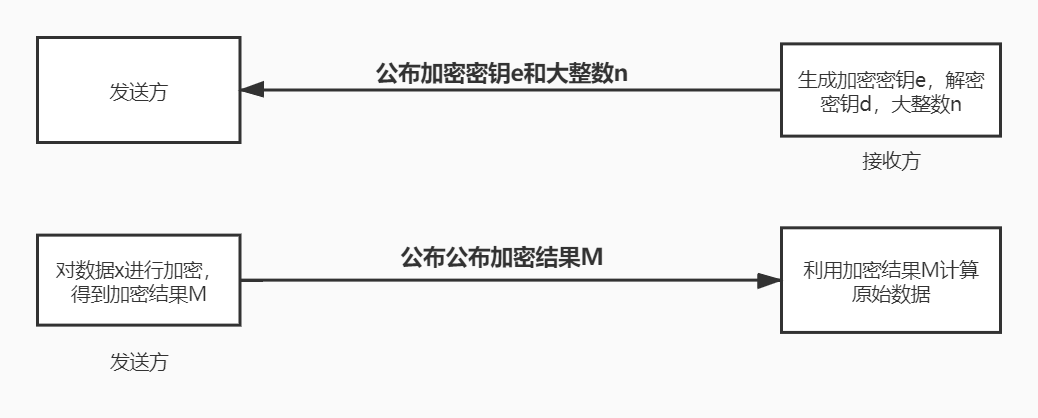 公布加密密钥e和大整数n
发送方
生成加密密钥e，解密
密钥d，大整数n
接收方
公布公布加密结果M
对数据x进行加密，
得到加密结果M
利用加密结果M计算
原始数据
发送方